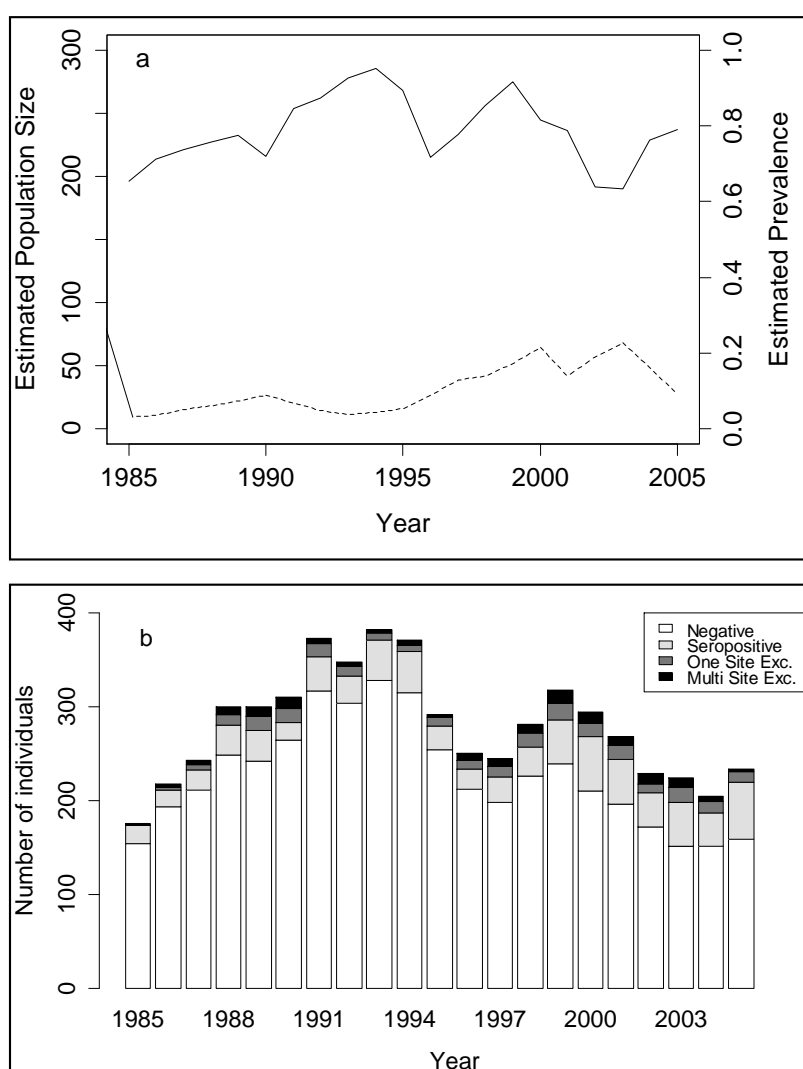 a
Estimated Population Size
300
200
100
50
0
Estimated Prevalence
1.0
0.8
0.6
0.4
0.2
0.0
1985 1990 1995 2000 2005
Year
b
Number of individuals
400
300
200
100
0
Negative
Seropositive
One Site Exc.
Multi Site Exc.
1985 1988 1991 1994 1997 2000 2003
Year